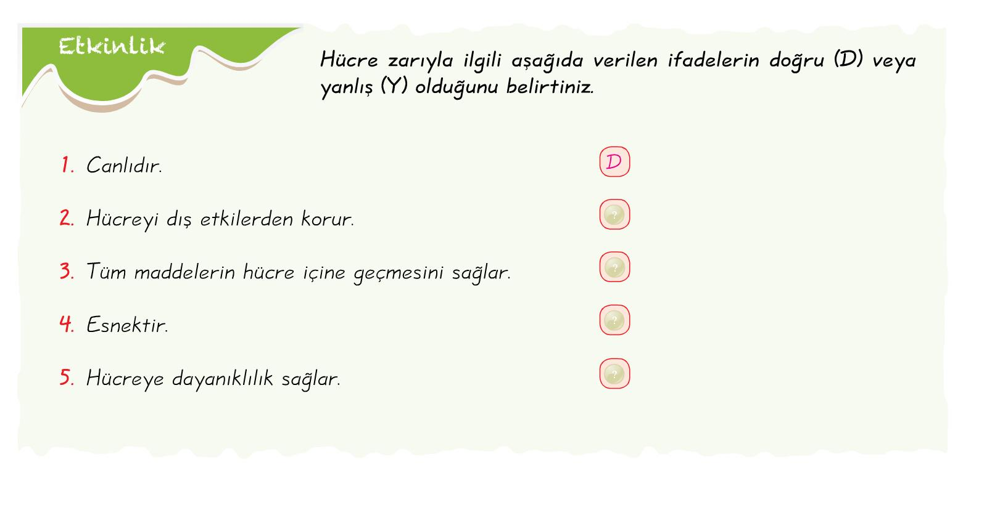 Etkinlik
Hücre zarıyla ilgili aşağıda verilen ifadelerin doğru (D) veya
yanlış (Y) olduğunu belirtiniz.
1. Canlıdır. D
2. Hücreyi dış etkilerden korur. ?
3. Tüm maddelerin hücre içine geçmesini sağlar. ?
4. Esnektir. ?
5. Hücreye dayanıklılık sağlar. ?